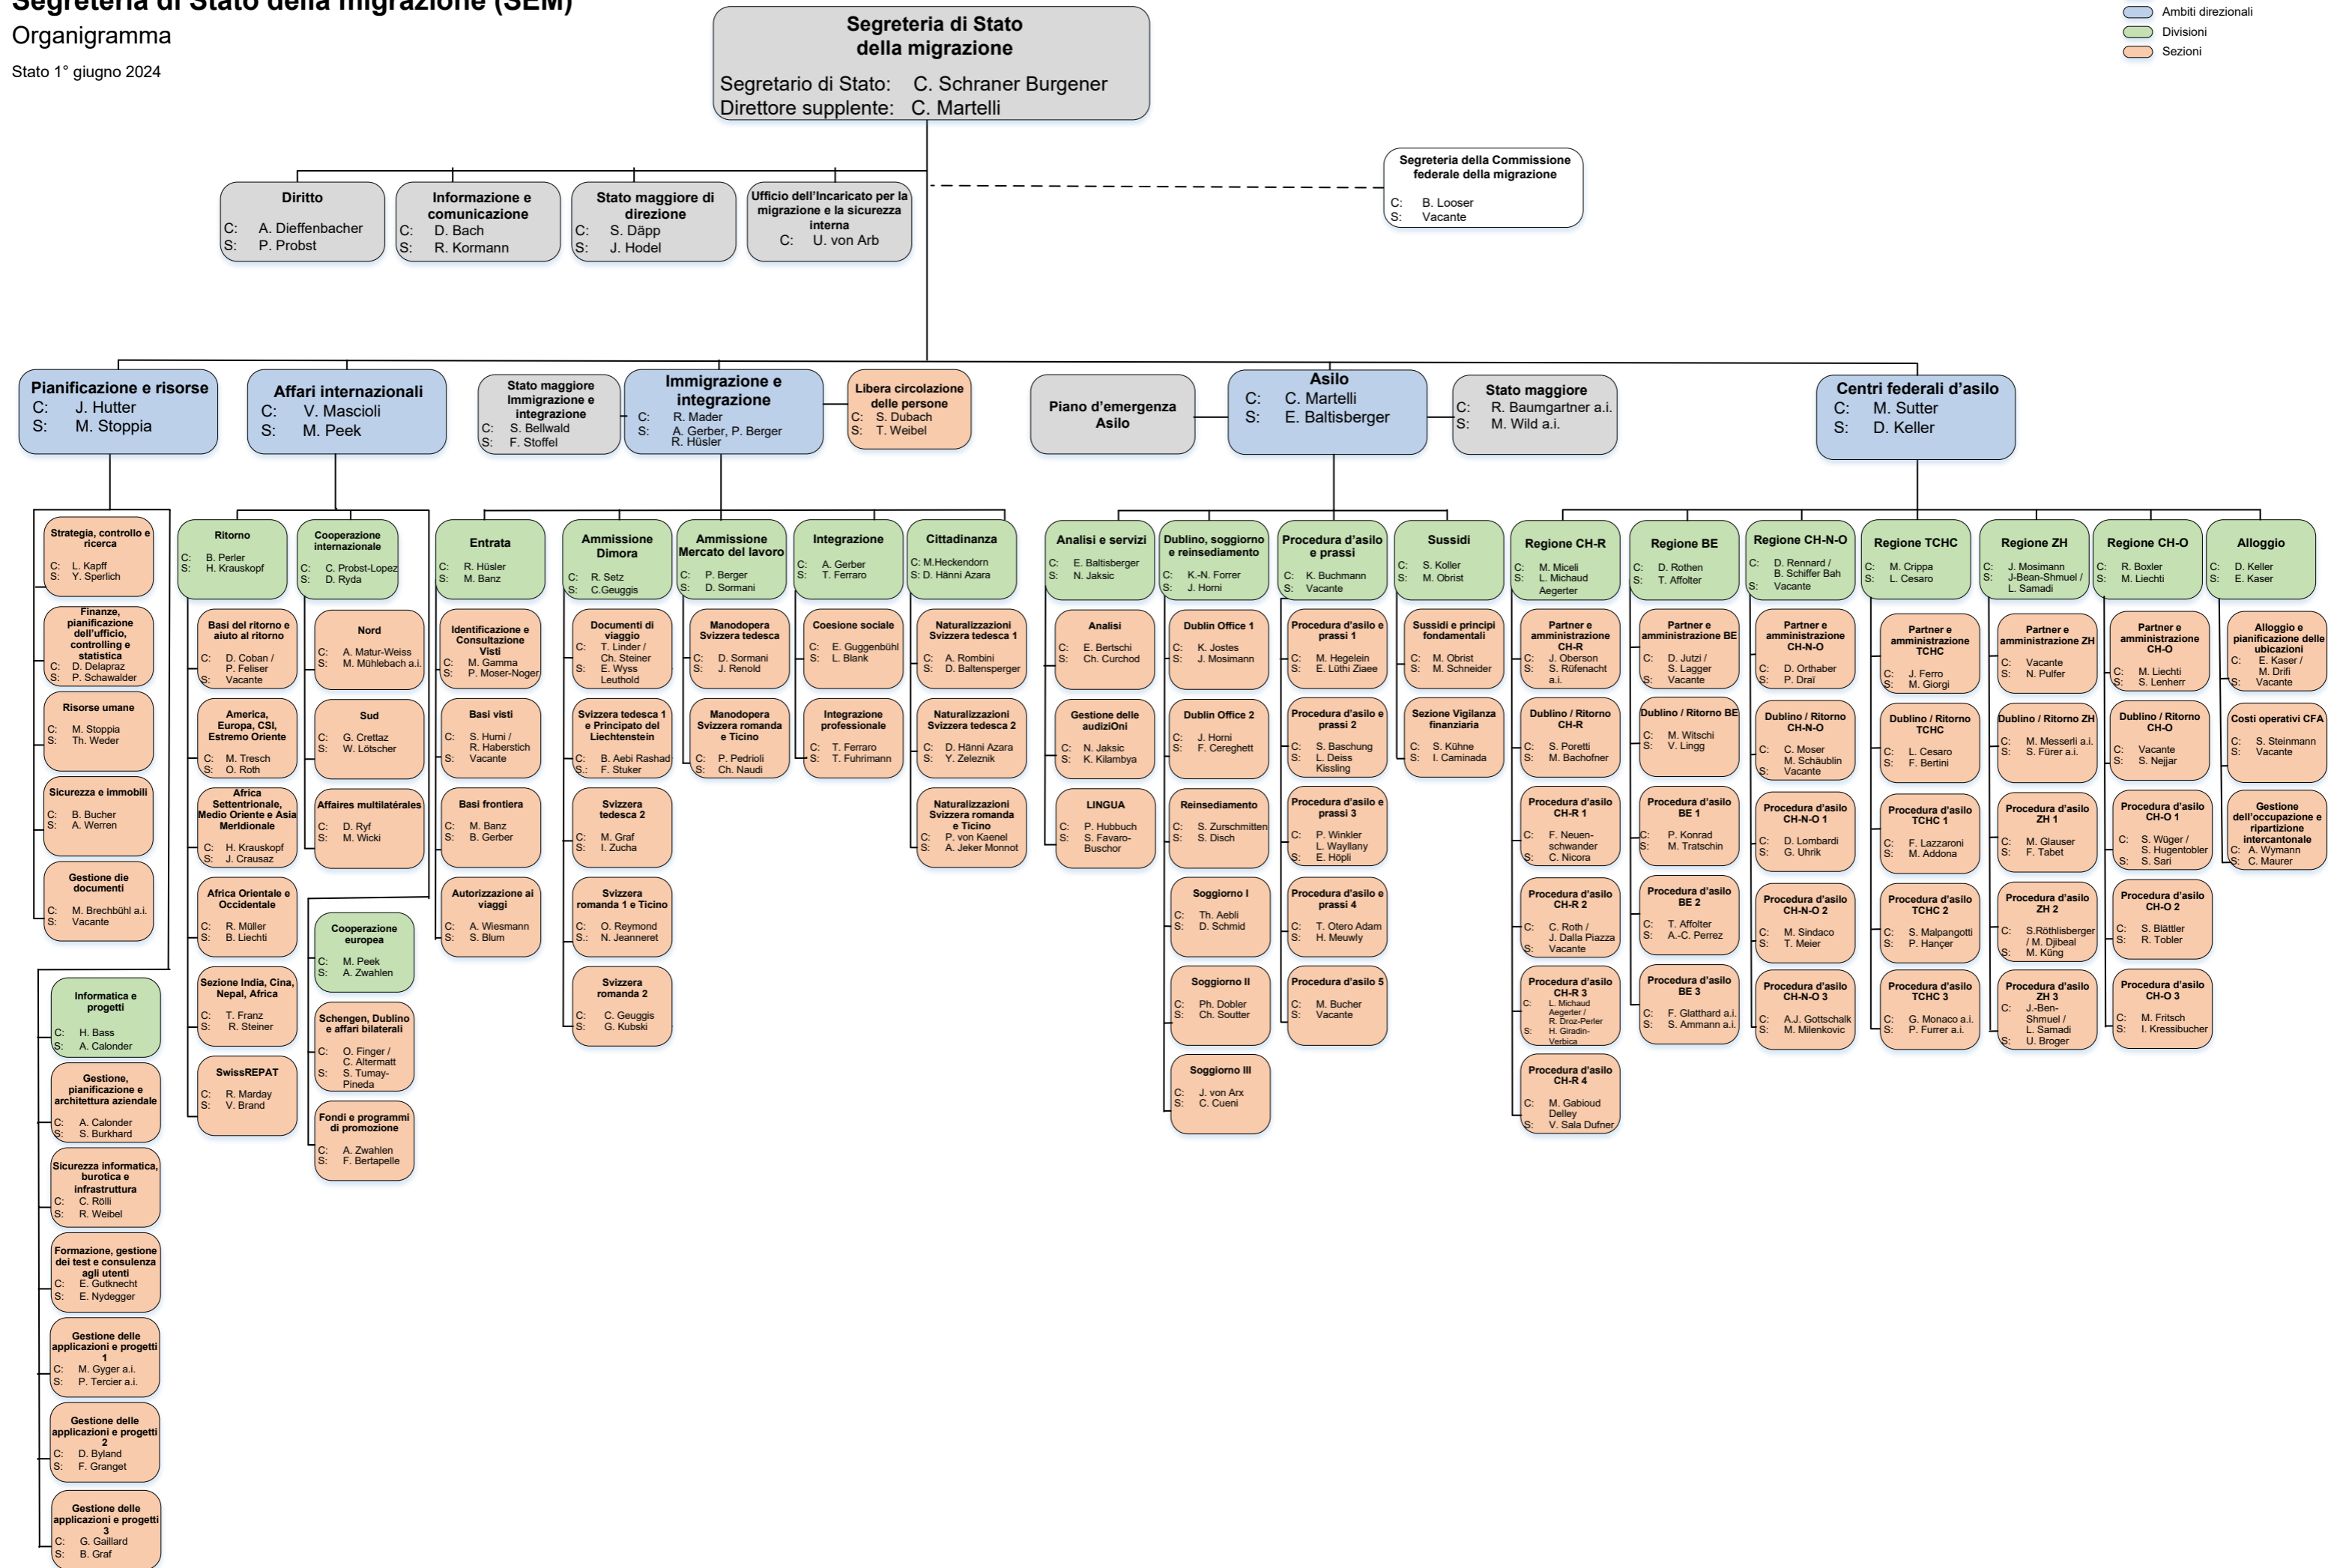 Segreteria di Stato della migrazione (SEM)
Organigramma
Stato 1° giugno 2024
Ambiti direzionali
Divisioni
Sezioni
Segreteria di Stato
della migrazione
Segretario di Stato: C. Schraner Burgener
Direttore supplente: C. Martelli
Segreteria della Commissione
federale della migrazione
C: B. Looser
S: Vacante
Diritto
C: A. Dieffenbacher
S: P. Probst
Informazione e
comunicazione
C: D. Bach
S: R. Kormann
Stato maggiore di
direzione
C: S. Däpp
S: J. Hodel
Ufficio dell'Incaricato per la
migrazione e la sicurezza
interna
C: U. von Arb
Pianificazione e risorse
C: J. Hutter
S: M. Stoppia
Affari internazionali
C: V. Mascioli
S: M. Peek
Stato maggiore
Immigrazione e
integrazione
C: S. Bellwald
S: F. Stoffel
Immigrazione e
integrazione
C: R. Mader
S: A. Gerber, P. Berger
R. Hüsler
Libera circolazione
delle persone
C: S. Dubach
S: T. Weibel
Piano d'emergenza
Asilo
Asilo
C: C. Martelli
S: E. Baltisberger
Stato maggiore
C: R. Baumgartner a.i.
S: M. Wild a.i.
Centri federali d'asilo
C: M. Sutter
S: D. Keller
Strategia, controllo e
ricerca
C: L. Kapff
S: Y. Sperlich
Finanze,
pianificazione
dell'ufficio,
controlling e
statistica
C: D. Delapraz
S: P. Schawalder
Risorse umane
C: M. Stoppia
S: Th. Weder
Sicurezza e immobili
C: B. Bucher
S: A. Werren
Gestione die
documenti
C: M. Brechbühl a.i.
S: Vacante
Informatica e
progetti
C: H. Bass
S: A. Calonder
Gestione,
pianificazione e
architettura aziendale
C: A. Calonder
S: S. Burkhard
Sicurezza informatica,
burotica e
infrastruttura
C: C. Rölli
S: R. Weibel
Formazione, gestione
dei test e consulenza
agli utenti
C: E. Gutknecht
S: E. Nydegger
Gestione delle
applicazioni e progetti
1
C: M. Gyger a.i.
S: P. Tercier a.i.
Gestione delle
applicazioni e progetti
2
C: D. Byland
S: F. Granget
Gestione delle
applicazioni e progetti
3
C: G. Gaillard
S: B. Graf
Ritorno
C: B. Perler
S: H. Krauskopf
Basi del ritorno e
aiuto al ritorno
C: D. Coban /
P. Feliser
S: Vacante
America,
Europa, CSI,
Estremo Oriente
C: M. Tresch
S: O. Roth
Africa
Settentrionale,
Medio Oriente e Asia
Merldionale
C: H. Krauskopf
S: J. Crausaz
Africa Orientale e
Occidentale
C: R. Müller
S: B. Liechti
Sezione India, Cina,
Nepal, Africa
C: T. Franz
S: R. Steiner
SwissREPAT
C: R. Marday
S: V. Brand
Cooperazione
internazionale
C: C. Probst-Lopez
S: D. Ryda
Nord
C: A. Matur-Weiss
S: M. Mühlebach a.i.
Sud
C: G. Crettaz
S: W. Lötscher
Affaires multilatérales
C: D. Ryf
S: M. Wicki
Cooperazione
europea
C: M. Peek
S: A. Zwahlen
Schengen, Dublino
e affari bilaterali
C: O. Finger /
C. Altermatt
S: S. Tumay-
Pineda
Fondi e programmi
di promozione
C: A. Zwahlen
S: F. Bertapelle
Entrata
C: R. Hüsler
S: M. Banz
Identificazione e
Consultazione
Visti
C: M. Gamma
S: P. Moser-Noger
Basi visti
C: S. Hurni /
R. Haberstich
S: Vacante
Basi frontiera
C: M. Banz
S: B. Gerber
Autorizzazione ai
viaggi
C: A. Wiesmann
S: S. Blum
Ammissione
Dimora
C: R. Setz
S: C.Geuggis
Documenti di
viaggio
C: T. Linder /
Ch. Steiner
S: E. Wyss
Leuthold
Svizzera tedesca 1
e Principato del
Liechtenstein
C: B. Aebi Rashad
S.: F. Stuker
Svizzera
tedesca 2
C: M. Graf
S: I. Zucha
Svizzera
romanda 1 e Ticino
C: O. Reymond
S.: N. Jeanneret
Svizzera
romanda 2
C: C. Geuggis
S: G. Kubski
Ammissione
Mercato del lavoro
C: P. Berger
S: D. Sormani
Manodopera
Svizzera tedesca
C: D. Sormani
S: J. Renold
Manodopera
Svizzera romanda
e Ticino
C: P. Pedrioli
S: Ch. Naudi
Integrazione
C: A. Gerber
S: T. Ferraro
Coesione sociale
C: E. Guggenbühl
S: L. Blank
Integrazione
professionale
C: T. Ferraro
S: T. Fuhrimann
Cittadinanza
C: M.Heckendorn
S: D. Hänni Azara
Naturalizzazioni
Svizzera tedesca 1
C: A. Rombini
S: D. Baltensperger
Naturalizzazioni
Svizzera tedesca 2
C: D. Hänni Azara
S: Y. Zeleznik
Naturalizzazioni
Svizzera romanda
e Ticino
C: P. von Kaenel
S: A. Jeker Monnot
Analisi e servizi
C: E. Baltisberger
S: N. Jaksic
Analisi
C: E. Bertschi
S: Ch. Curchod
Gestione delle
audiziOni
C: N. Jaksic
S: K. Kilambya
LINGUA
C: P. Hubbuch
S: S. Favaro-
Buschor
Dublino, soggiorno
e reinsediamento
C: K.-N. Forrer
S: J. Horni
Dublin Office 1
C: K. Jostes
S: J. Mosimann
Dublin Office 2
C: J. Horni
S: F. Cereghett
Reinsediamento
C: S. Zurschmitten
S: S. Disch
Soggiorno I
C: Th. Aebli
S: D. Schmid
Soggiorno II
C: Ph. Dobler
S: Ch. Soutter
Soggiorno III
C: J. von Arx
S: C. Cueni
Procedura d'asilo
e prassi
C: K. Buchmann
S: Vacante
Procedura d'asilo e
prassi 1
C: M. Hegelein
S: E. Lüthi Ziaee
Procedura d'asilo e
prassi 2
C: S. Baschung
S: L. Deiss
Kissling
Procedura d'asilo e
prassi 3
C: P. Winkler
L. Wayllany
S: E. Höpli
Procedura d'asilo e
prassi 4
C: T. Otero Adam
S: H. Meuwly
Procedura d'asilo 5
C: M. Bucher
S: Vacante
Sussidi
C: S. Koller
S: M. Obrist
Sussidi e principi
fondamentali
C: M. Obrist
S: M. Schneider
Sezione Vigilanza
finanziaria
C: S. Kühne
S: I. Caminada
Regione CH-R
C: M. Miceli
S: L. Michaud
Aegerter
Partner e
amministrazione
CH-R
C: J. Oberson
S: S. Rüfenacht
a.i.
Dublino / Ritorno
CH-R
C: S. Poretti
S: M. Bachofner
Procedura d'asilo
CH-R 1
C: F. Neuen-
schwander
S: C. Nicora
Procedura d'asilo
CH-R 2
C: C. Roth /
J. Dalla Piazza
S: Vacante
Procedura d'asilo
CH-R 3
C: L. Michaud
Aegerter /
R. Droz-Perler
S: H. Giradin-
Verbica
Procedura d'asilo
CH-R 4
C: M. Gabioud
Delley
S: V. Sala Dufner
Regione BE
C: D. Rothen
S: T. Affolter
Partner e
amministrazione BE
C: D. Jutzi /
S. Lagger
S: Vacante
Dublino / Ritorno BE
C: M. Witschi
S: V. Lingg
Procedura d'asilo
BE 1
C: P. Konrad
S: M. Tratschin
Procedura d'asilo
BE 2
C: T. Affolter
S: A.-C. Perrez
Procedura d'asilo
BE 3
C: F. Glatthard a.i.
S: S. Ammann a.i.
Regione CH-N-O
C: D. Rennard /
B. Schiffer Bah
S: Vacante
Partner e
amministrazione
CH-N-O
C: D. Orthaber
S: P. Draï
Dublino / Ritorno
CH-N-O
C: C. Moser
M. Schäublin
S: Vacante
Procedura d'asilo
CH-N-O 1
C: D. Lombardi
S: G. Uhrik
Procedura d'asilo
CH-N-O 2
C: M. Sindaco
S: T. Meier
Procedura d'asilo
CH-N-O 3
C: A.J. Gottschalk
S: M. Milenkovic
Regione TCHC
C: M. Crippa
S: L. Cesaro
Partner e
amministrazione
TCHC
C: J. Ferro
S: M. Giorgi
Dublino / Ritorno
TCHC
C: L. Cesaro
S: F. Bertini
Procedura d'asilo
TCHC 1
C: F. Lazzaroni
S: M. Addona
Procedura d'asilo
TCHC 2
C: S. Malpangotti
S: P. Hançer
Procedura d'asilo
TCHC 3
C: G. Monaco a.i.
S: P. Furrer a.i.
Regione ZH
C: J. Mosimann
S: J-Bean-Shmuel /
L. Samadi
Partner e
amministrazione ZH
C: Vacante
S: N. Pulfer
Dublino / Ritorno ZH
C: M. Messerli a.i.
S: S. Fürer a.i.
Procedura d'asilo
ZH 1
C: M. Glauser
S: F. Tabet
Procedura d'asilo
ZH 2
C: S.Röthlisberger
/ M. Djibeal
S: M. Küng
Procedura d'asilo
ZH 3
C: J.-Ben-
Shmuel /
L. Samadi
S: U. Broger
Regione CH-O
C: R. Boxler
S: M. Liechti
Partner e
amministrazione
CH-O
C: M. Liechti
S: S. Lenherr
Dublino / Ritorno
CH-O
C: Vacante
S: S. Nejjar
Procedura d'asilo
CH-O 1
C: S. Wüger /
S. Hugentobler
S: S. Sari
Procedura d'asilo
CH-O 2
C: S. Blättler
S: R. Tobler
Procedura d'asilo
CH-O 3
C: M. Fritsch
S: I. Kressibucher
Alloggio
C: D. Keller
S: E. Kaser
Alloggio e
pianificazione delle
ubicazioni
C: E. Kaser /
M. Drifi
S: Vacante
Costi operativi CFA
C: S. Steinmann
S: Vacante
Gestione
dell'occupazione e
ripartizione
intercantonale
C: A. Wymann
S: C. Maurer